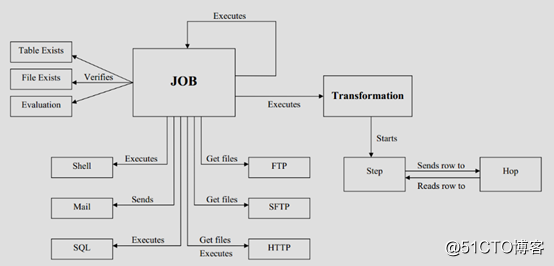 Executes
Table Exists
File Exists
Verifies
Evaluation
JOB
Executes
Transformation
Starts
Shell
Executes
Get files
FTP
Step
Sends row to
Reads row to
Hop
Mail
Sends
Get files
SFTP
SQL
Executes
Get files
Executes
HTTP
@51CTO博客